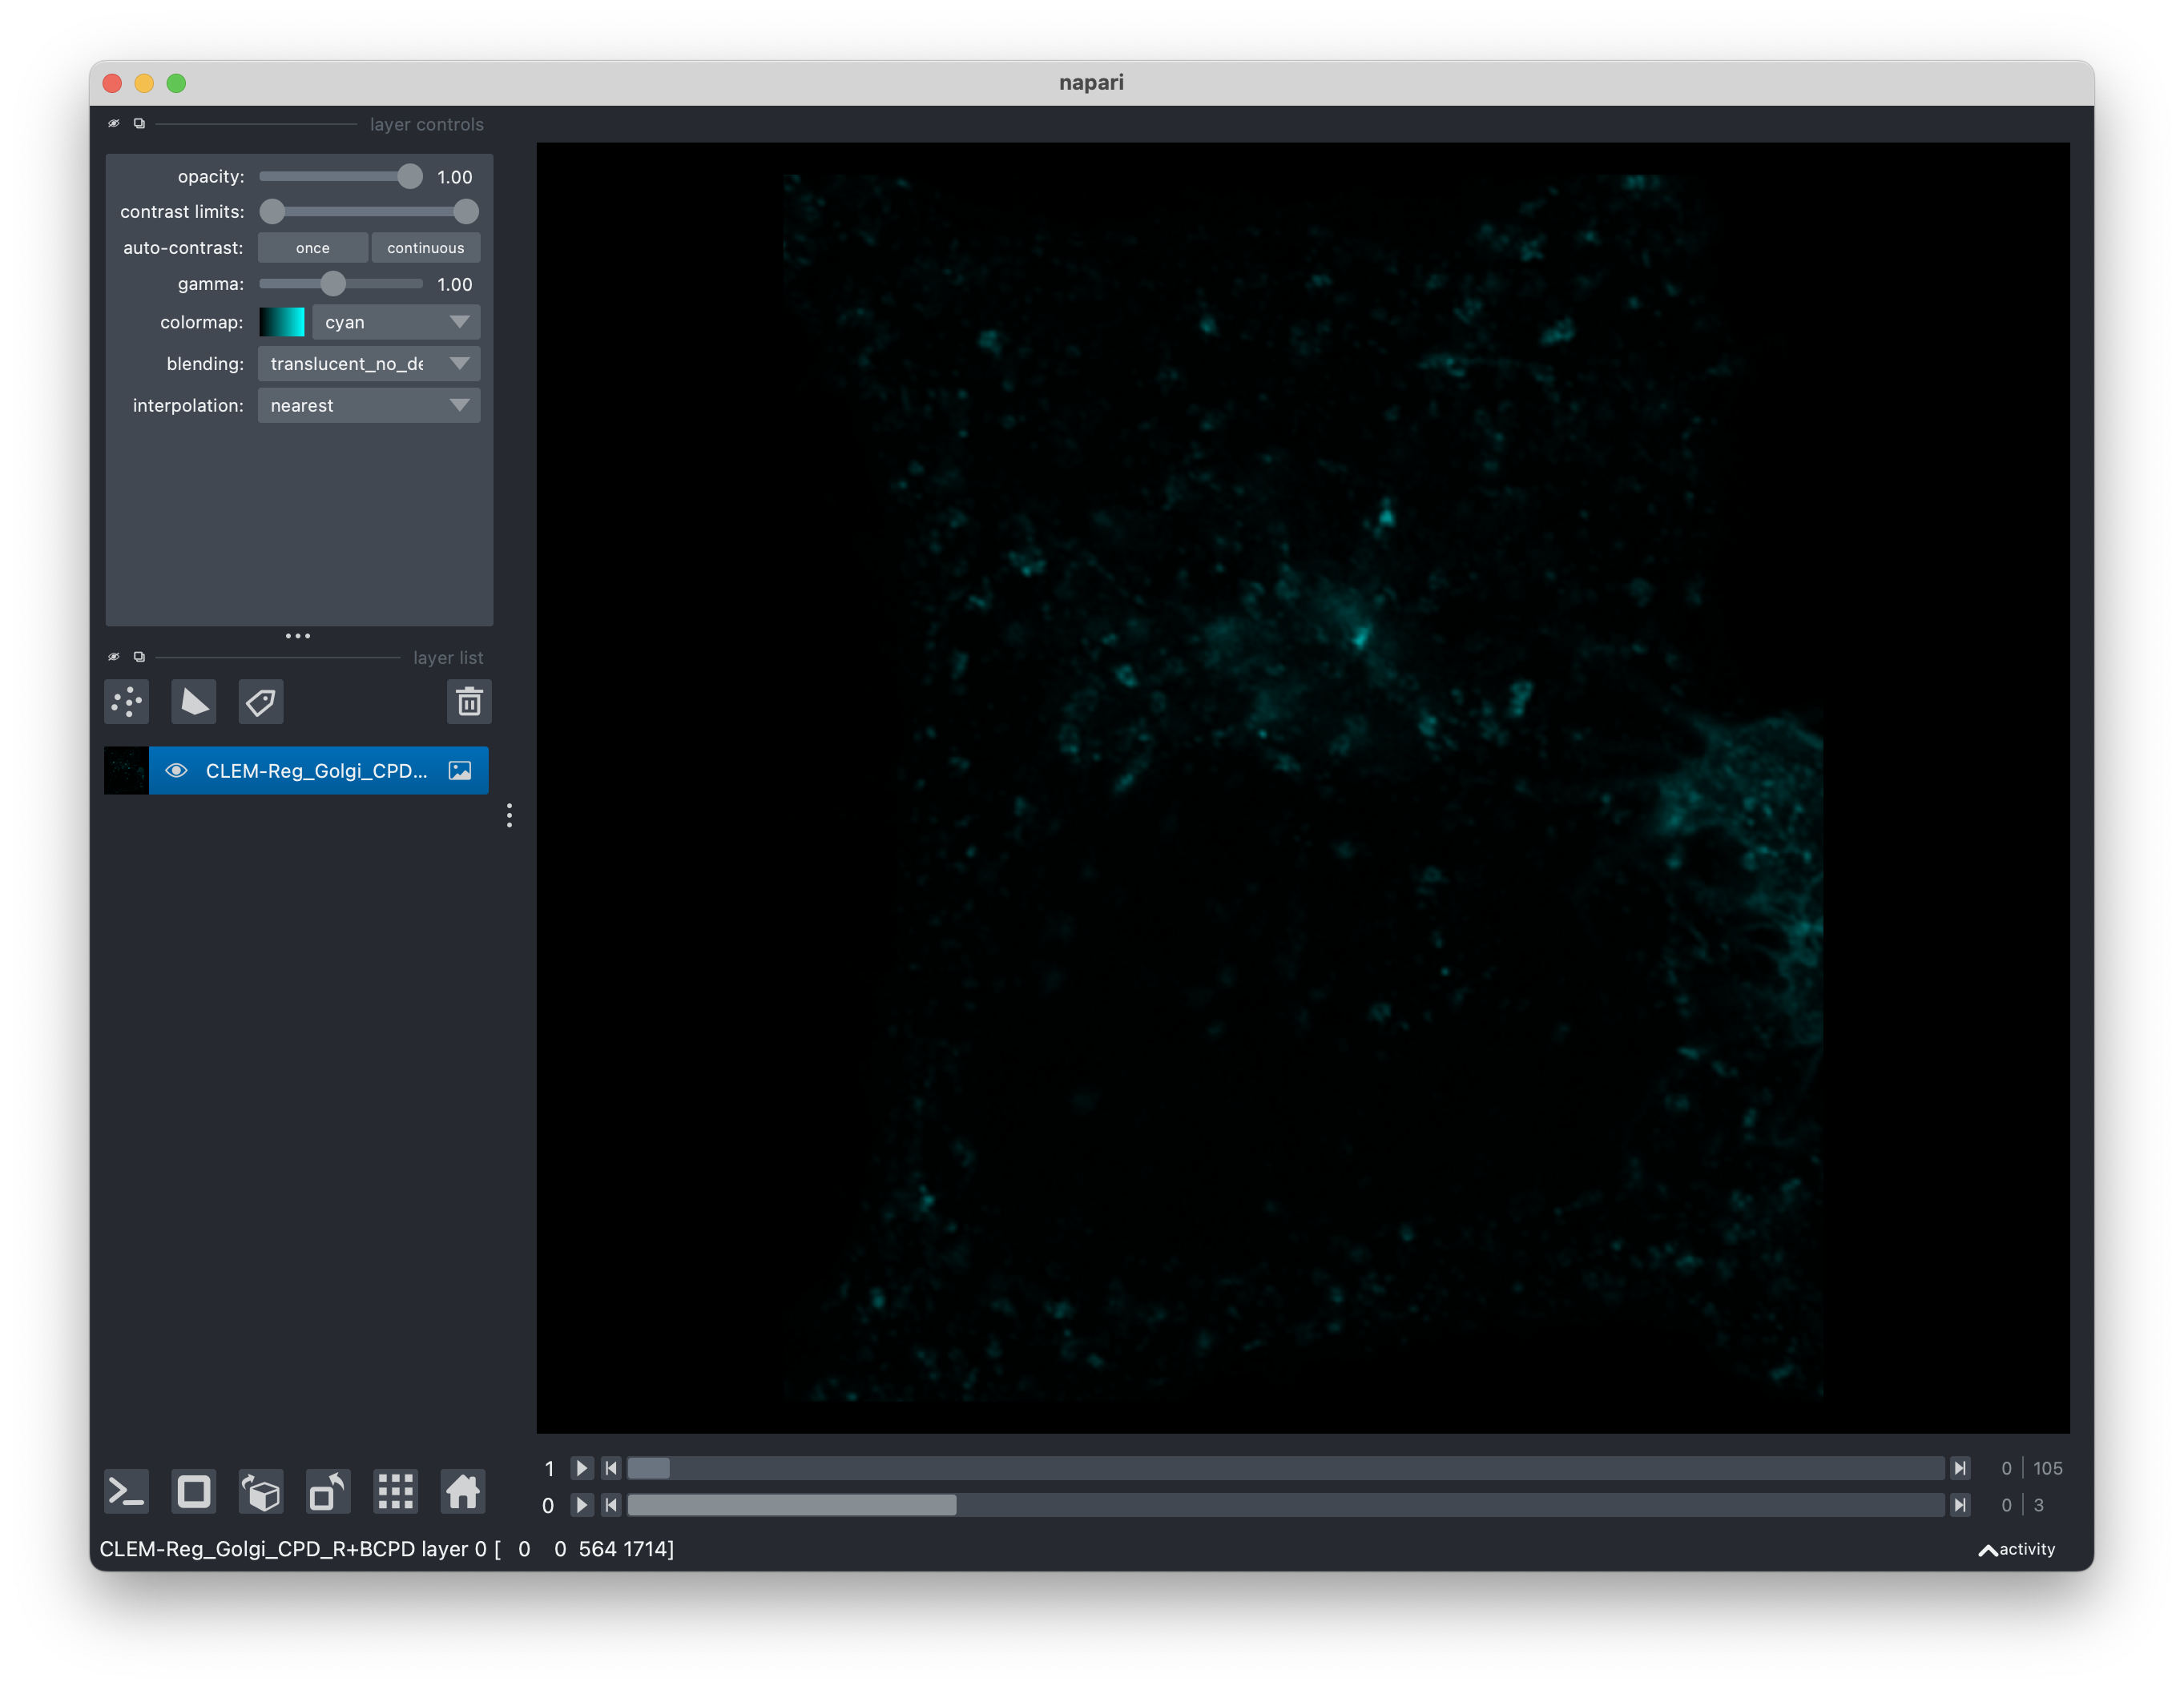 napari
layer controls
opacity: 1.00
contrast limits:
auto-contrast: once continuous
gamma: 1.00
colormap: cyan
blending: translucent_no_de
interpolation: nearest
layer list
CLEM-Reg_Golgi_CPD...
1 0 105
0 0 3
CLEM-Reg_Golgi_CPD_R+BCPD layer 0 [ 0 0 564 1714]
activity